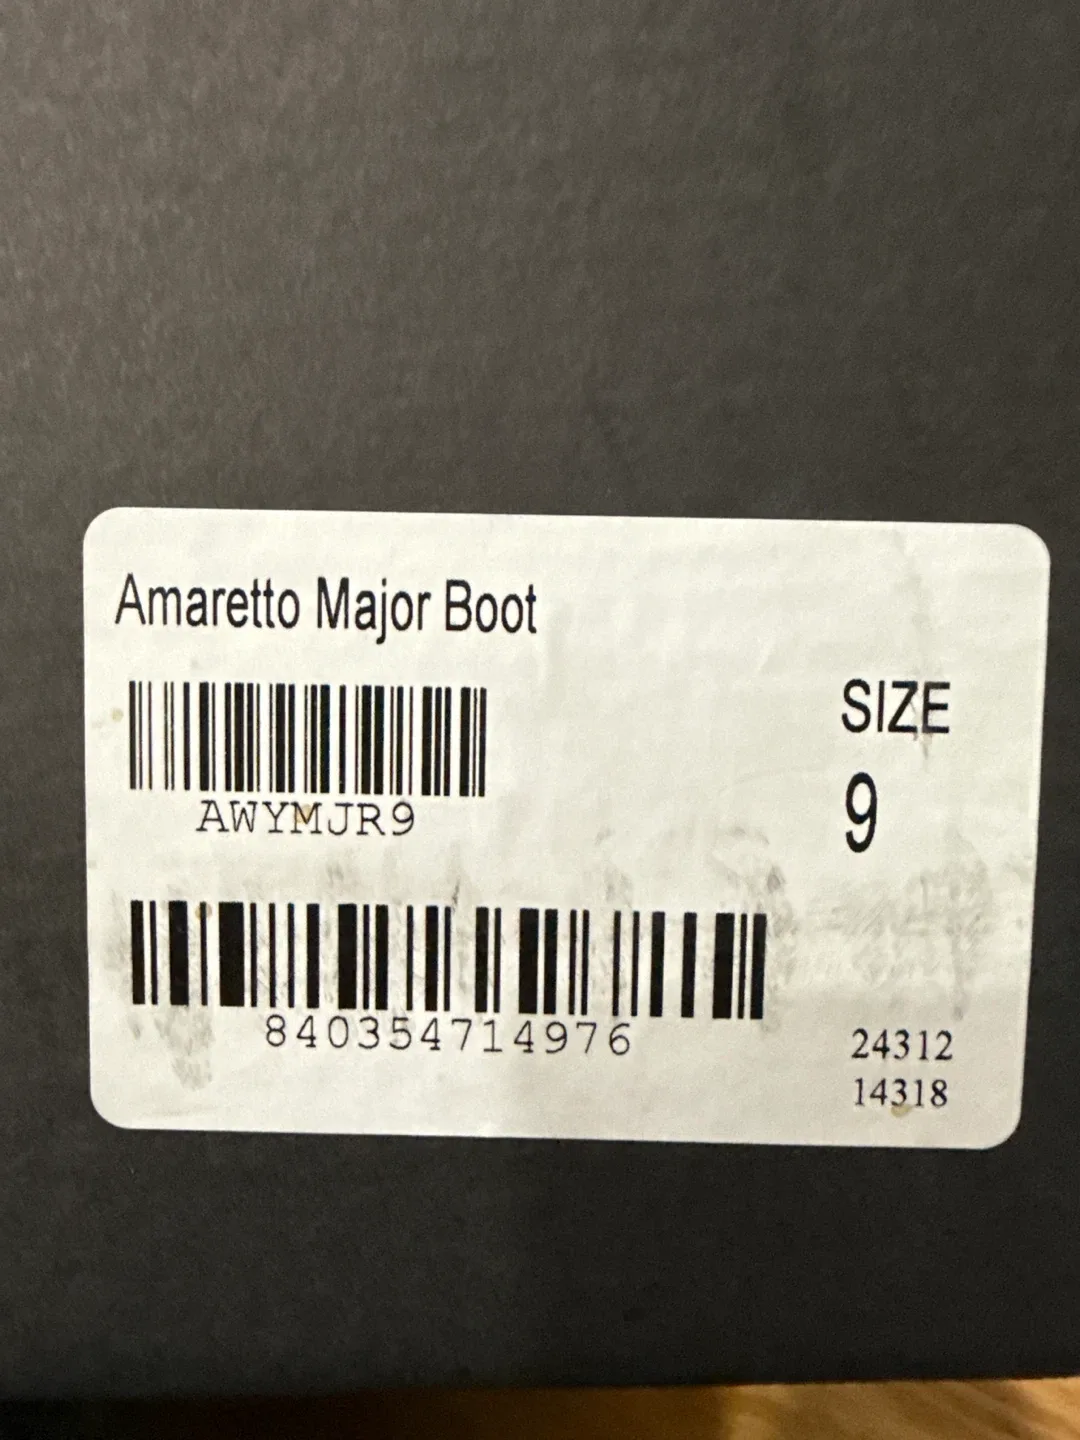 Amaretto Major Boot
AWYMJR9
SIZE
9
840354714976
24312
14318